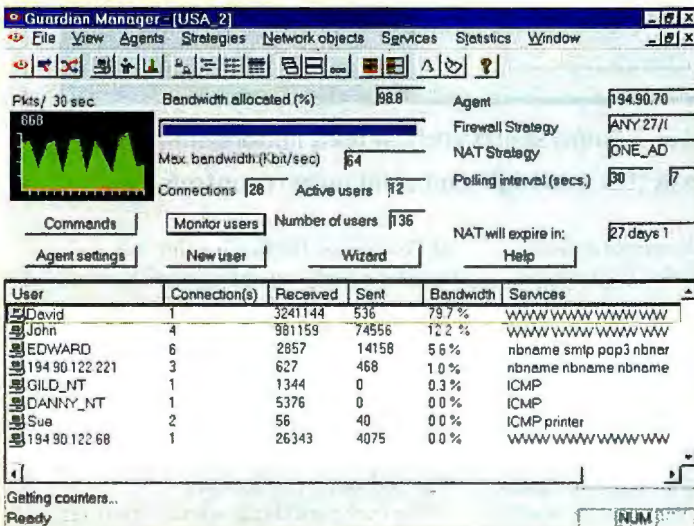 Guardian Manager - [USA_2]
File View Agents Strategies Network objects Services Statistics Window
Pkts/ 30 sec
868
Bandwidth allocated (%) 98.8
Max. bandwidth (Kbit/sec) 64
Connections 28 Active users 12
Number of users 136
Agent 194.90.70
Firewall Strategy ANY 27/(
NAT Strategy ONE_AD
Polling interval (secs.) 30 7
NAT will expire in: 27 days 1
Commands Monitor users
Agent settings New user Wizard Help
User Connection(s) Received Sent Bandwidth Services
David 1 3241144 536 79.7 % WWW WWW WWW WW
John 4 981159 74556 12.2 % WWW WWW WWW WW
EDWARD 6 2857 14158 5.6 % nbname smtp pop3 nbnar
194.90.122.221 3 627 468 1.0 % nbname nbname nbname
GILD_NT 1 1344 0 0.3 % ICMP
DANNY_NT 1 5376 0 0.0 % ICMP
Sue 2 56 40 0.0 % ICMP printer
194.90.122.68 1 26343 4075 0.0 % WWW WWW WWW WW
Getting counters...
Ready NUM